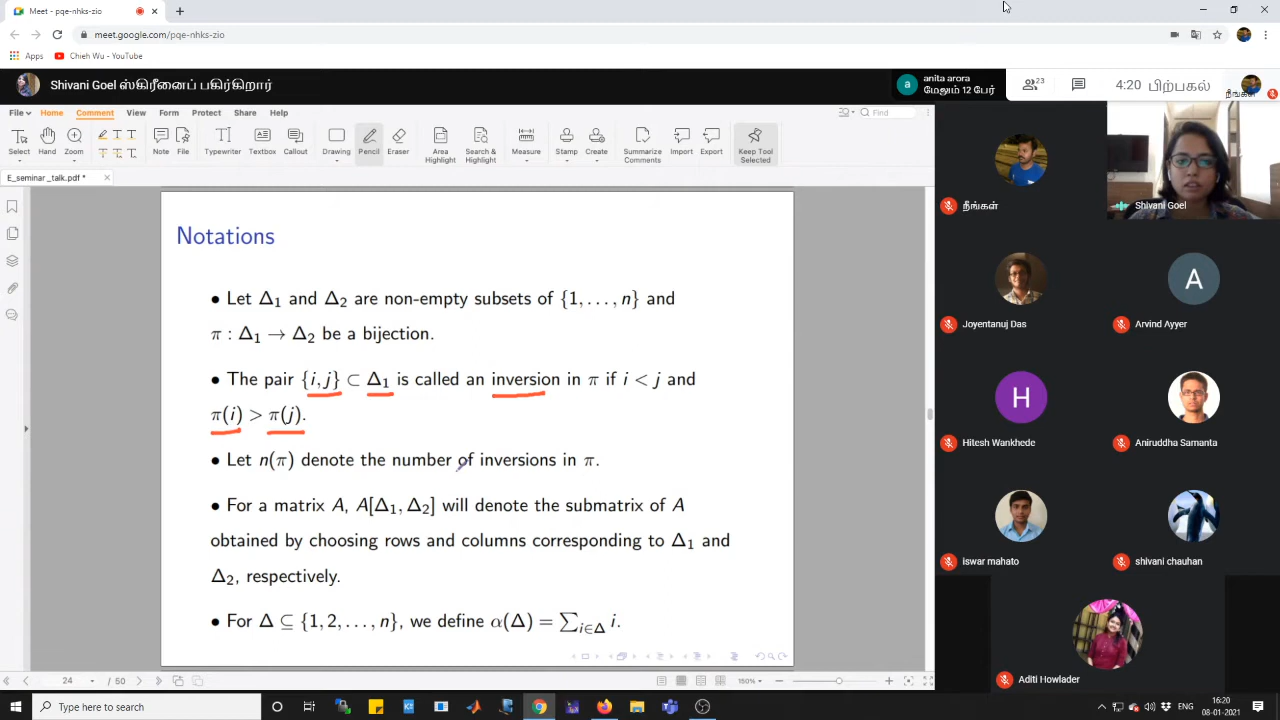 Meet - pqe-nhks-zio
meet.google.com/pqe-nhks-zio
Apps
Chieh Wu - YouTube
Shivani Goel ஸ்கிரீனைப் பகிர்கிறார்
a
anita arora
மேலும் 12 பேர்
23
4:20 பிற்பகல்
நீங்கள்
File Home Comment View Form Protect Share Help
Find
Select Hand Zoom Note File Typewriter Textbox Callout Drawing Pencil Eraser Area Highlight Search & Highlight Measure Stamp Create Summarize Comments Import Export Keep Tool Selected
E_seminar _talk.pdf *
Notations
• Let Δ₁ and Δ₂ are non-empty subsets of {1, . . . , n} and
π : Δ₁ → Δ₂ be a bijection.
• The pair {i, j} ⊂ Δ₁ is called an inversion in π if i < j and
π(i) > π(j).
• Let n(π) denote the number of inversions in π.
• For a matrix A, A[Δ₁, Δ₂] will denote the submatrix of A
obtained by choosing rows and columns corresponding to Δ₁ and
Δ₂, respectively.
• For Δ ⊆ {1, 2, . . . , n}, we define α(Δ) = ∑_{i∈Δ} i.
24 / 50
150%
நீங்கள்
Shivani Goel
Joyentanuj Das
A
Arvind Ayyer
H
Hitesh Wankhede
Aniruddha Samanta
iswar mahato
shivani chauhan
Aditi Howlader
Type here to search
ENG
16:20
08-01-2021